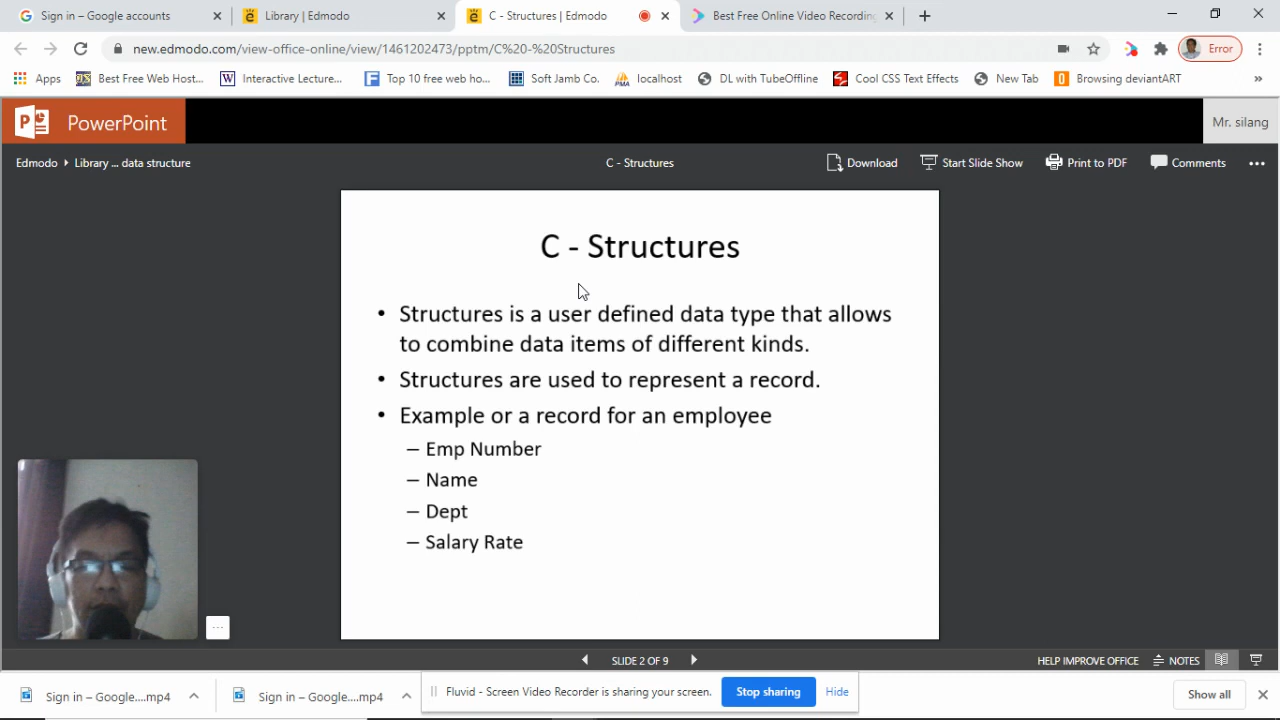 Sign in – Google accounts
Library | Edmodo
C - Structures | Edmodo
Best Free Online Video Recording
new.edmodo.com/view-office-online/view/1461202473/pptm/C%20-%20Structures
Error
Apps
Best Free Web Host...
Interactive Lecture...
Top 10 free web ho...
Soft Jamb Co.
localhost
DL with TubeOffline
Cool CSS Text Effects
New Tab
Browsing deviantART
»
PowerPoint
Mr. silang
Edmodo
Library ... data structure
C - Structures
Download
Start Slide Show
Print to PDF
Comments
C - Structures
• Structures is a user defined data type that allows
to combine data items of different kinds.
• Structures are used to represent a record.
• Example or a record for an employee
– Emp Number
– Name
– Dept
– Salary Rate
SLIDE 2 OF 9
HELP IMPROVE OFFICE
NOTES
Sign in – Google....mp4
Sign in – Google....mp4
Fluvid - Screen Video Recorder is sharing your screen.
Stop sharing
Hide
Show all